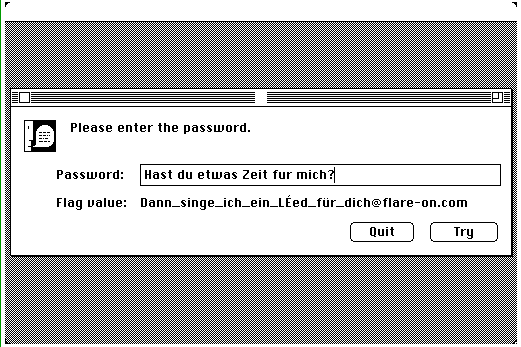 Please enter the password.
Password: Hast du etwas Zeit fur mich?
Flag value: Dann_singe_ich_ein_LÉed_für_dich@flare-on.com
Quit Try